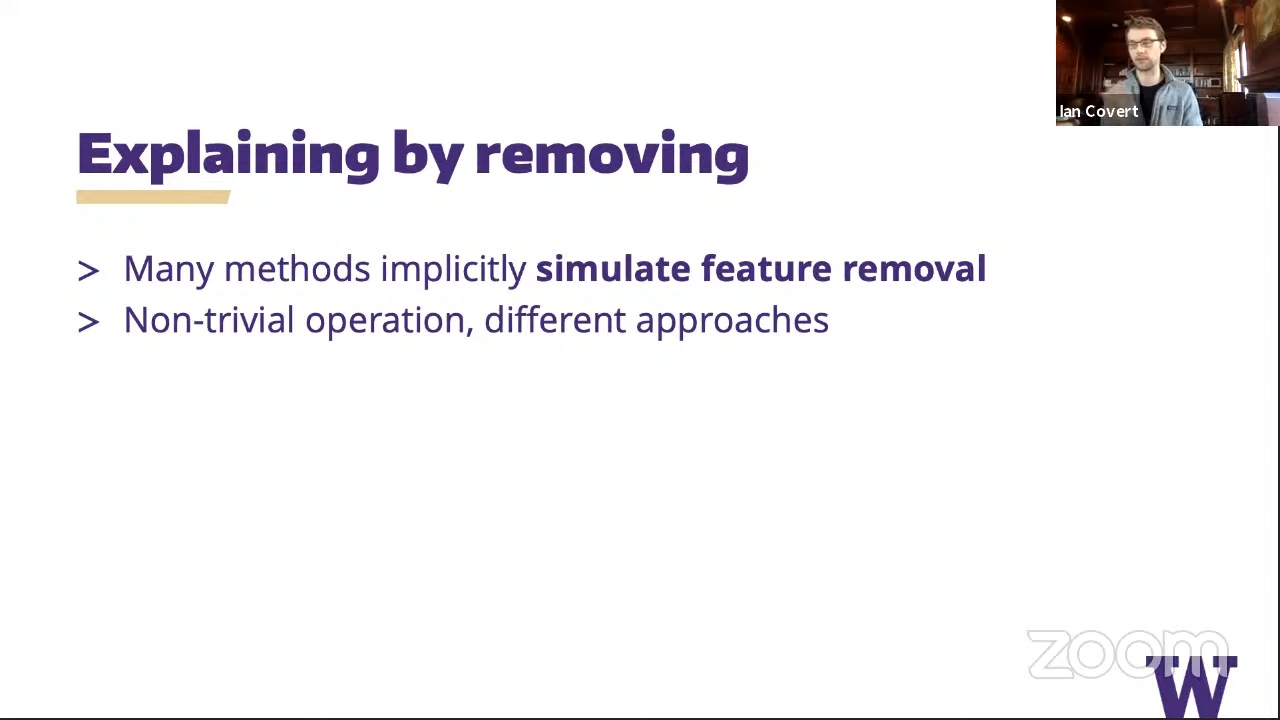 Ian Covert
Explaining by removing
> Many methods implicitly simulate feature removal
> Non-trivial operation, different approaches
zoom
W